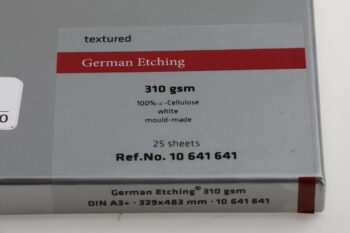 textured
German Etching
310 gsm
100% α-Cellulose
white
mould-made
25 sheets
Ref.No. 10 641 641
German Etching® 310 gsm
DIN A3+ · 329x483 mm · 10 641 641